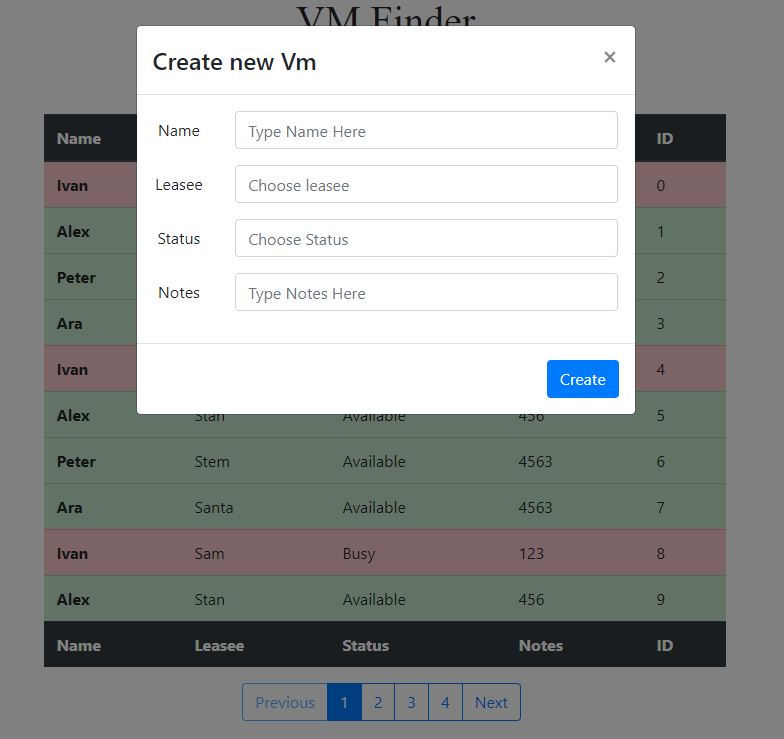 VM Finder
Create new Vm ×
Name Type Name Here
Leasee Choose leasee
Status Choose Status
Notes Type Notes Here
Create
Name ID
Ivan 0
Alex 1
Peter 2
Ara 3
Ivan 4
Alex Stan Available 456 5
Peter Stem Available 4563 6
Ara Santa Available 4563 7
Ivan Sam Busy 123 8
Alex Stan Available 456 9
Name Leasee Status Notes ID
Previous 1 2 3 4 Next